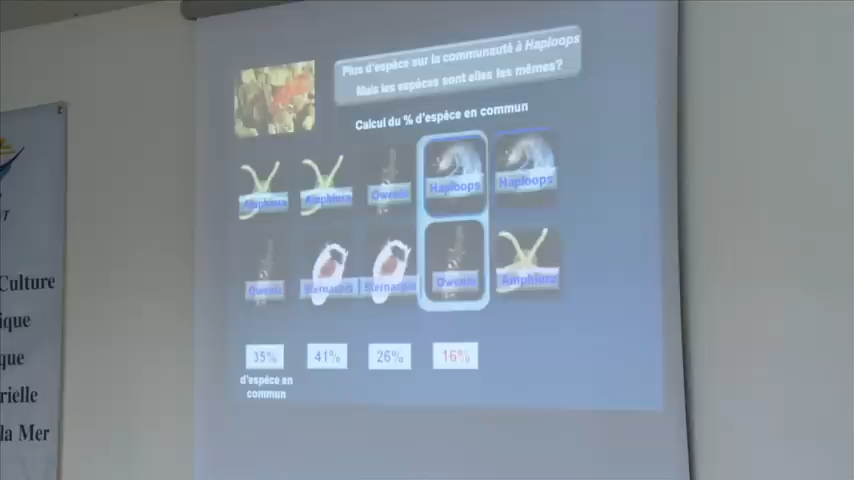 Plus d'espèce sur la communauté à Haploops
Mais les espèces sont elles les mêmes?
Calcul du % d'espèce en commun
Amphiura Amphiura Owenia Haploops Haploops
Owenia Sternaspis Sternaspis Owenia Amphiura
35% 41% 26% 16%
d'espèce en
commun
Culture
ique
que
rielle
la Mer